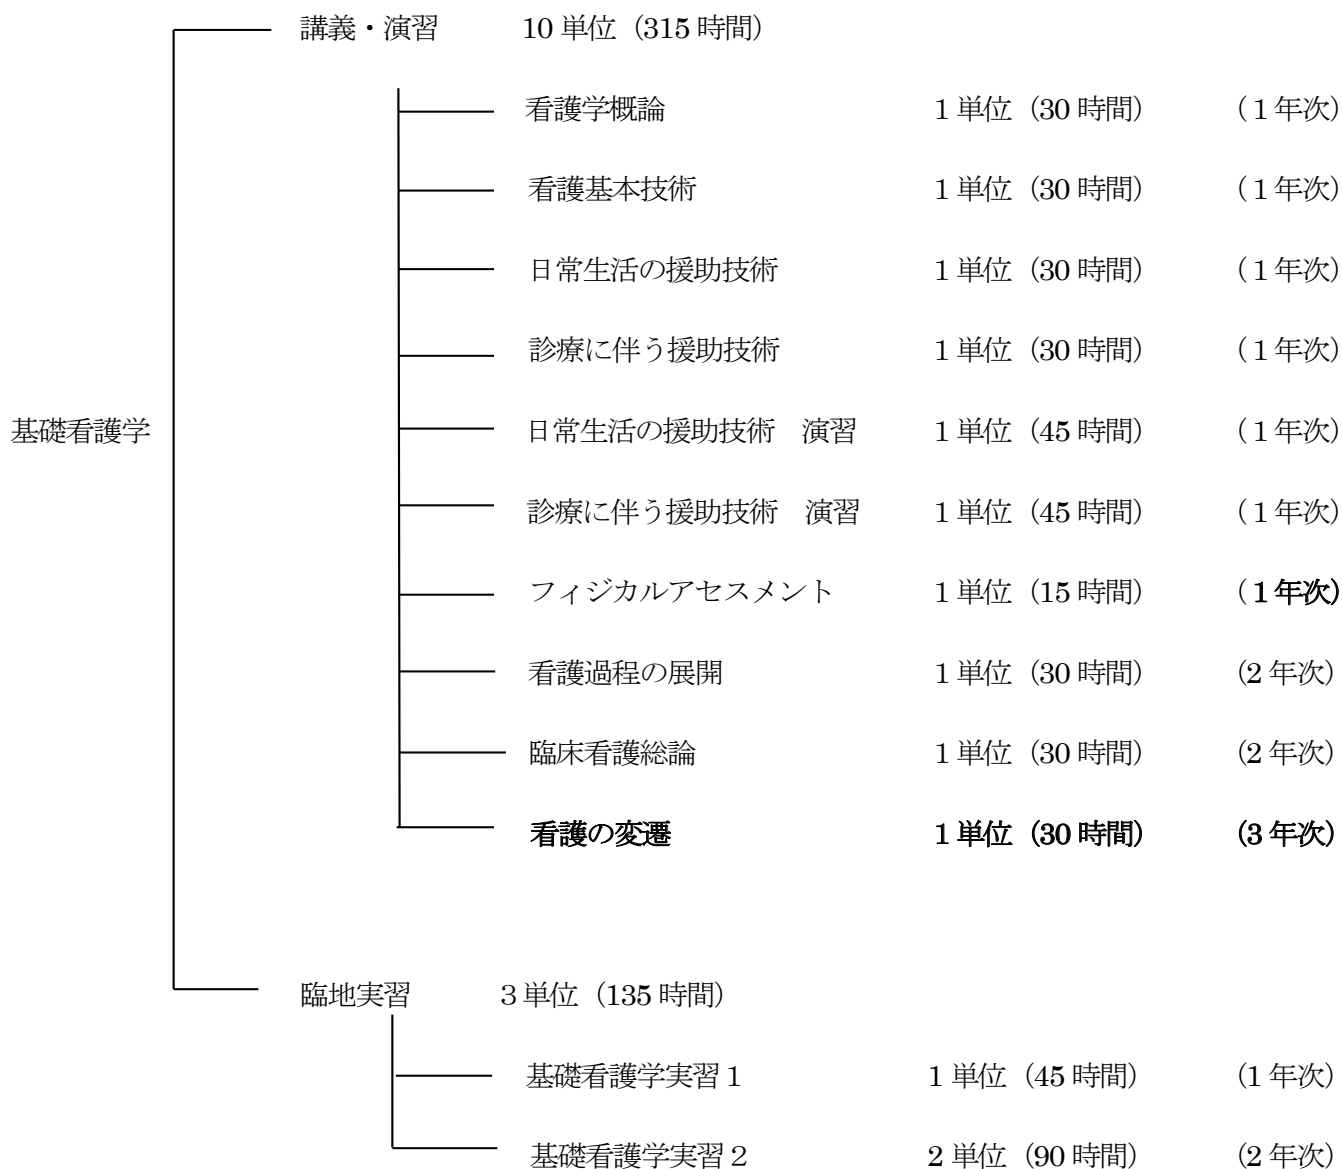 講義・演習 10 単位（315 時間）
看護学概論 1 単位（30 時間） （１年次）
看護基本技術 1 単位（30 時間） （１年次）
日常生活の援助技術 1 単位（30 時間） （１年次）
診療に伴う援助技術 1 単位（30 時間） （１年次）
基礎看護学 日常生活の援助技術　演習 1 単位（45 時間） （１年次）
診療に伴う援助技術　演習 1 単位（45 時間） （１年次）
フィジカルアセスメント 1 単位（15 時間） （１年次）
看護過程の展開 1 単位（30 時間） （2 年次）
臨床看護総論 1 単位（30 時間） （2 年次）
看護の変遷 1 単位（30 時間） （3 年次）
臨地実習 ３単位（135 時間）
基礎看護学実習１ 1 単位（45 時間） （1 年次）
基礎看護学実習２ 2 単位（90 時間） （2 年次）